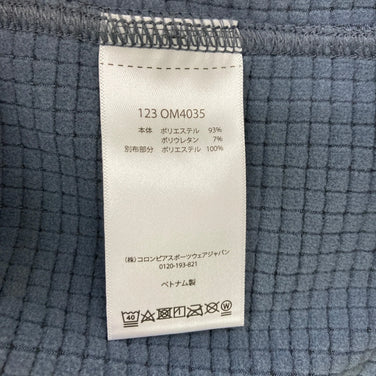 123 OM4035
本体 ポリエステル 93%
ポリウレタン 7%
別布部分 ポリエステル 100%
(株)コロンビアスポーツウェアジャパン
0120-193-821
ベトナム製
40 W